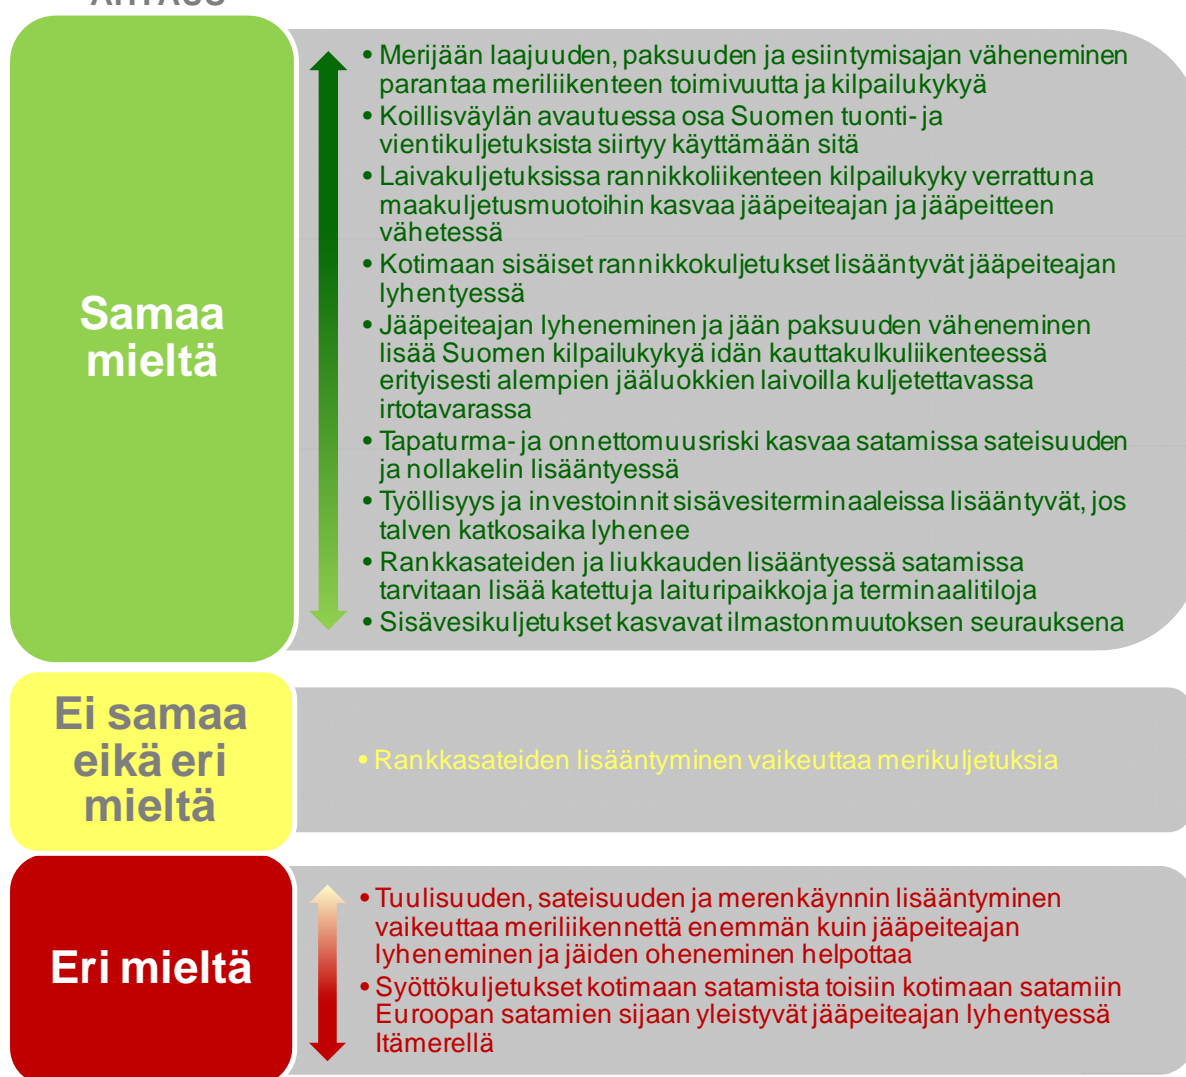 Samaa
mieltä
• Merijään laajuuden, paksuuden ja esiintymisajan väheneminen
parantaa meriliikenteen toimivuutta ja kilpailukykyä
• Koillisväylän avautuessa osa Suomen tuonti- ja
vientikuljetuksista siirtyy käyttämään sitä
• Laivakuljetuksissa rannikkoliikenteen kilpailukyky verrattuna
maakuljetusmuotoihin kasvaa jääpeiteajan ja jääpeitteen
vähetessä
• Kotimaan sisäiset rannikkokuljetukset lisääntyvät jääpeiteajan
lyhentyessä
• Jääpeiteajan lyheneminen ja jään paksuuden väheneminen
lisää Suomen kilpailukykyä idän kauttakulkuliikenteessä
erityisesti alempien jääluokkien laivoilla kuljetettavassa
irtotavarassa
• Tapaturma- ja onnettomuusriski kasvaa satamissa sateisuuden
ja nollakelin lisääntyessä
• Työllisyys ja investoinnit sisävesiterminaaleissa lisääntyvät, jos
talven katkosaika lyhenee
• Rankkasateiden ja liukkauden lisääntyessä satamissa
tarvitaan lisää katettuja laituripaikkoja ja terminaalitiloja
• Sisävesikuljetukset kasvavat ilmastonmuutoksen seurauksena
Ei samaa
eikä eri
mieltä
• Rankkasateiden lisääntyminen vaikeuttaa merikuljetuksia
Eri mieltä
• Tuulisuuden, sateisuuden ja merenkäynnin lisääntyminen
vaikeuttaa meriliikennettä enemmän kuin jääpeiteajan
lyheneminen ja jäiden oheneminen helpottaa
• Syöttökuljetukset kotimaan satamista toisiin kotimaan satamiin
Euroopan satamien sijaan yleistyvät jääpeiteajan lyhentyessä
Itämerellä